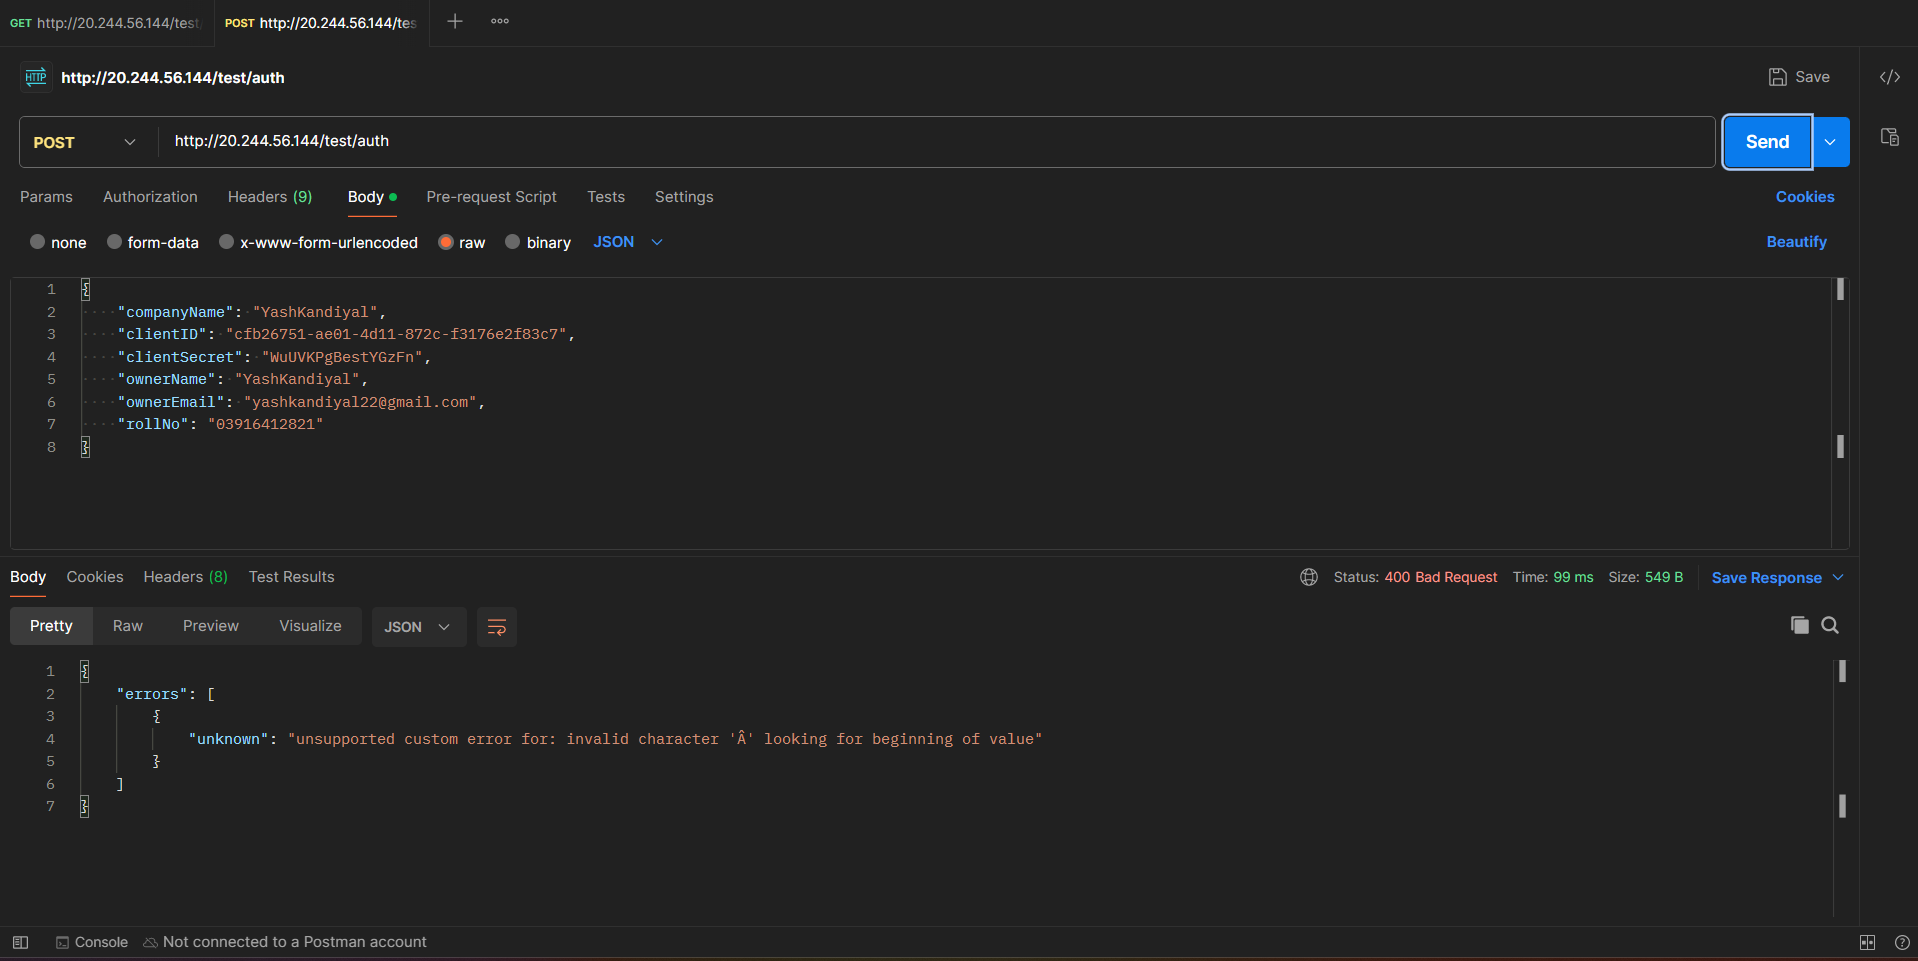 GET http://20.244.56.144/test
POST http://20.244.56.144/tes
HTTP http://20.244.56.144/test/auth
Save
POST http://20.244.56.144/test/auth
Send
Params Authorization Headers (9) Body Pre-request Script Tests Settings
Cookies
none form-data x-www-form-urlencoded raw binary JSON
Beautify
1 {
2 "companyName": "YashKandiyal",
3 "clientID": "cfb26751-ae01-4d11-872c-f3176e2f83c7",
4 "clientSecret": "WuUVKPgBestYGzFn",
5 "ownerName": "YashKandiyal",
6 "ownerEmail": "yashkandiyal22@gmail.com",
7 "rollNo": "03916412821"
8 }
Body Cookies Headers (8) Test Results
Status: 400 Bad Request Time: 99 ms Size: 549 B Save Response
Pretty Raw Preview Visualize JSON
1 {
2 "errors": [
3 {
4 "unknown": "unsupported custom error for: invalid character 'Â' looking for beginning of value"
5 }
6 ]
7 }
Console Not connected to a Postman account